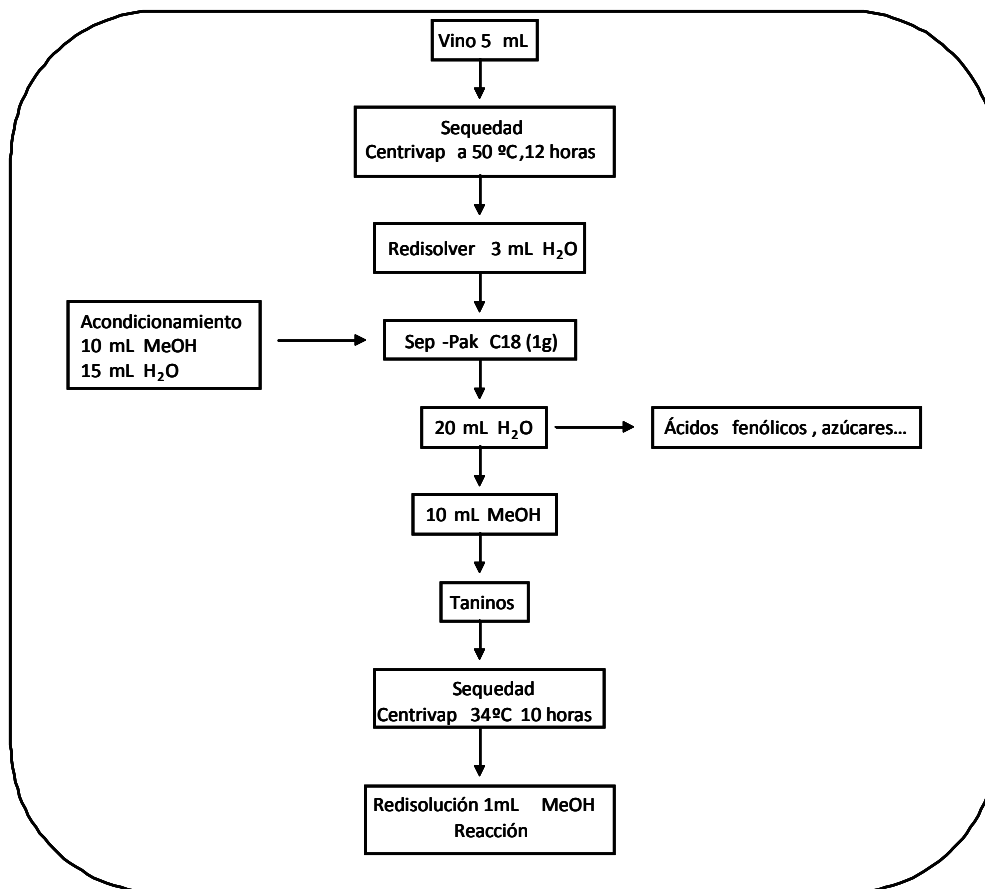 Vino 5 mL
Sequedad
Centrivap a 50 ºC,12 horas
Redisolver 3 mL H₂O
Acondicionamiento
10 mL MeOH
15 mL H₂O
Sep -Pak C18 (1g)
20 mL H₂O
Ácidos fenólicos , azúcares...
10 mL MeOH
Taninos
Sequedad
Centrivap 34ºC 10 horas
Redisolución 1mL MeOH
Reacción